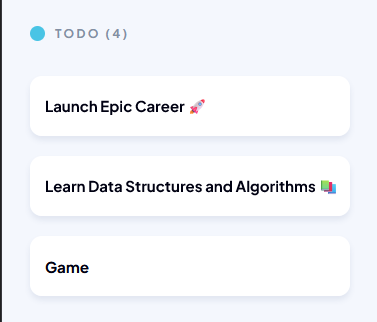 TODO (4)
Launch Epic Career 🚀
Learn Data Structures and Algorithms 📚
Game